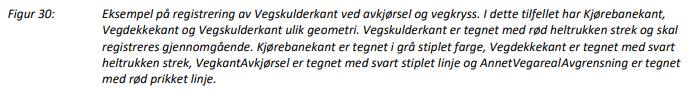 Figur 30: Eksempel på registrering av Vegskulderkant ved avkjørsel og vegkryss. I dette tilfellet har Kjørebanekant,
Vegdekkekant og Vegskulderkant ulik geometri. Vegskulderkant er tegnet med rød heltrukken strek og skal
registreres gjennomgående. Kjørebanekant er tegnet i grå stiplet farge, Vegdekkekant er tegnet med svart
heltrukken strek, VegkantAvkjørsel er tegnet med svart stiplet linje og AnnetVegarealAvgrensning er tegnet
med rød prikket linje.